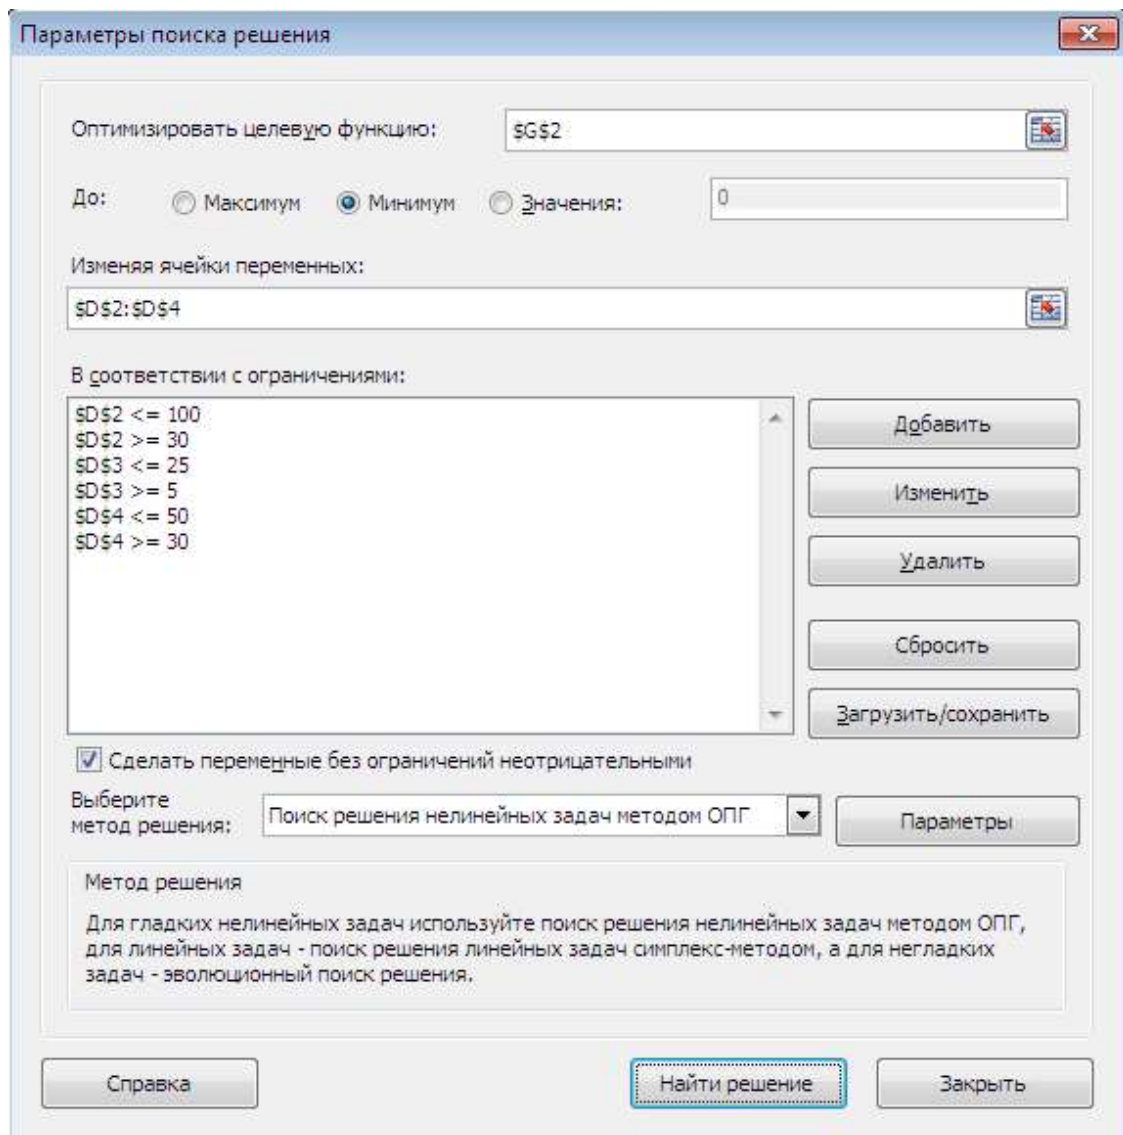 Параметры поиска решения
Оптимизировать целевую функцию:
$G$2
До:
Максимум
Минимум
Значения:
0
Изменяя ячейки переменных:
$D$2:$D$4
В соответствии с ограничениями:
$D$2 <= 100
$D$2 >= 30
$D$3 <= 25
$D$3 >= 5
$D$4 <= 50
$D$4 >= 30
Добавить
Изменить
Удалить
Сбросить
Загрузить/сохранить
Сделать переменные без ограничений неотрицательными
Выберите
метод решения:
Поиск решения нелинейных задач методом ОПГ
Параметры
Метод решения
Для гладких нелинейных задач используйте поиск решения нелинейных задач методом ОПГ,
для линейных задач - поиск решения линейных задач симплекс-методом, а для негладких
задач - эволюционный поиск решения.
Справка
Найти решение
Закрыть